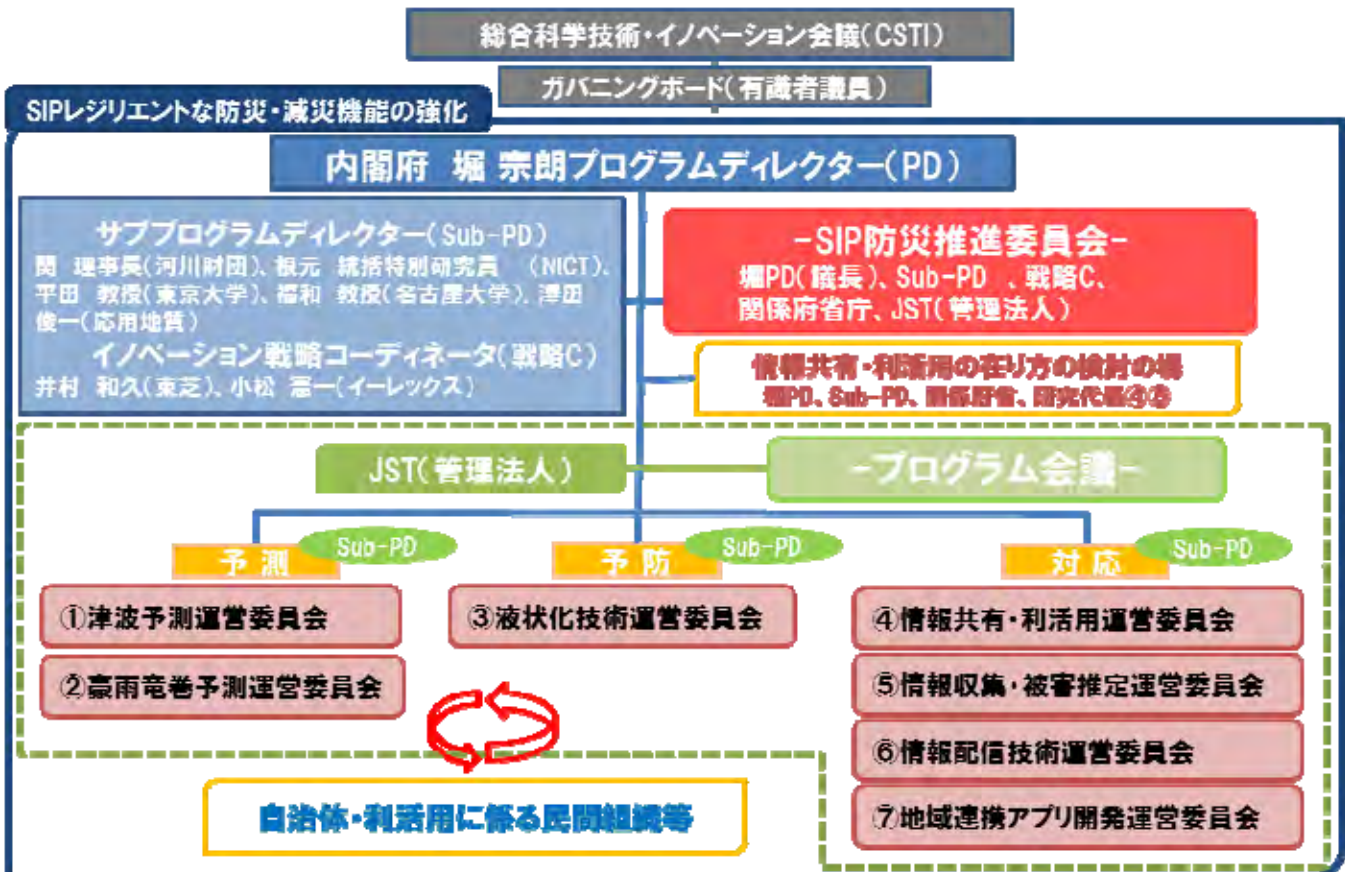 総合科学技術・イノベーション会議(CSTI)
ガバニングボード(有識者議員)
SIPレジリエントな防災・減災機能の強化
内閣府 堀 宗朗プログラムディレクター(PD)
サブプログラムディレクター(Sub-PD)
関 理事長(河川財団)、根元 統括特別研究員 (NICT)、
平田 教授(東京大学)、福和 教授(名古屋大学)、澤田
俊一(応用地質)
イノベーション戦略コーディネータ(戦略C)
井村 和久(東芝)、小松 憲一(イーレックス)
-SIP防災推進委員会-
堀PD(議長)、Sub-PD 、戦略C、
関係府省庁、JST(管理法人)
情報共有・利活用の在り方の検討の場
堀PD、Sub-PD、関係府省、研究代表④⑤
JST(管理法人)
-プログラム会議-
予 測
Sub-PD
①津波予測運営委員会
②豪雨竜巻予測運営委員会
予 防
Sub-PD
③液状化技術運営委員会
対 応
Sub-PD
④情報共有・利活用運営委員会
⑤情報収集・被害推定運営委員会
⑥情報配信技術運営委員会
⑦地域連携アプリ開発運営委員会
自治体・利活用に係る民間組織等